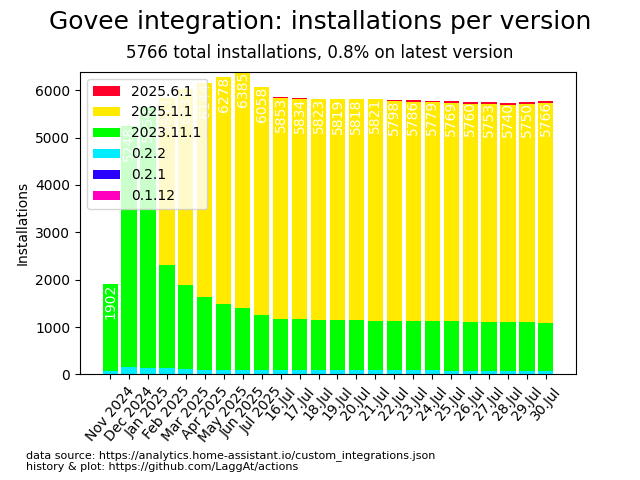 Govee integration: installations per version
5766 total installations, 0.8% on latest version
Installations
6000
5000
4000
3000
2000
1000
0
2025.6.1
2025.1.1
2023.11.1
0.2.2
0.2.1
0.1.12
1902
6278
6385
6058
5853
5834
5823
5819
5818
5821
5798
5786
5779
5769
5760
5753
5740
5750
5766
Nov 2024
Dec 2024
Jan 2025
Feb 2025
Mar 2025
Apr 2025
May 2025
Jun 2025
Jul 2025
16.Jul
17.Jul
18.Jul
19.Jul
20.Jul
21.Jul
22.Jul
23.Jul
24.Jul
25.Jul
26.Jul
27.Jul
28.Jul
29.Jul
30.Jul
data source: https://analytics.home-assistant.io/custom_integrations.json
history & plot: https://github.com/LaggAt/actions